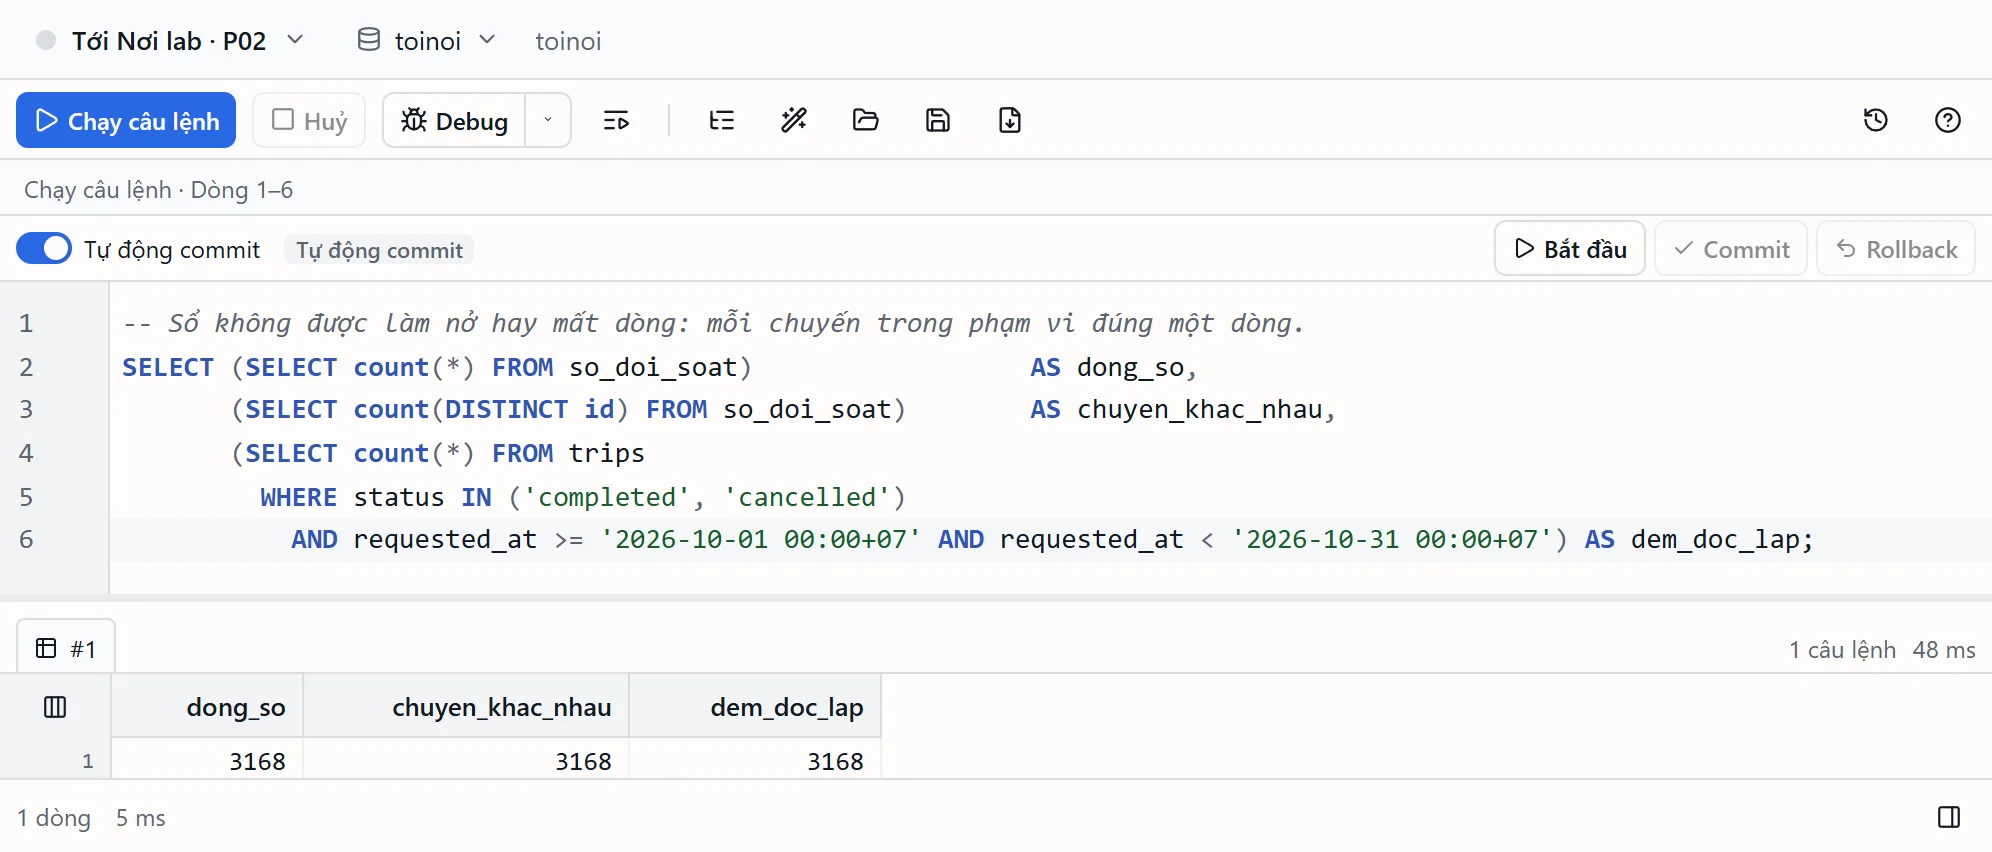 Tới Nơi lab · P02 toinoi toinoi
Chạy câu lệnh Huỷ Debug
Chạy câu lệnh · Dòng 1–6
Tự động commit Tự động commit Bắt đầu Commit Rollback
1 -- Sổ không được làm nở hay mất dòng: mỗi chuyến trong phạm vi đúng một dòng.
2 SELECT (SELECT count(*) FROM so_doi_soat) AS dong_so,
3 (SELECT count(DISTINCT id) FROM so_doi_soat) AS chuyen_khac_nhau,
4 (SELECT count(*) FROM trips
5 WHERE status IN ('completed', 'cancelled')
6 AND requested_at >= '2026-10-01 00:00+07' AND requested_at < '2026-10-31 00:00+07') AS dem_doc_lap;
#1 1 câu lệnh 48 ms
dong_so chuyen_khac_nhau dem_doc_lap
1 3168 3168 3168
1 dòng 5 ms